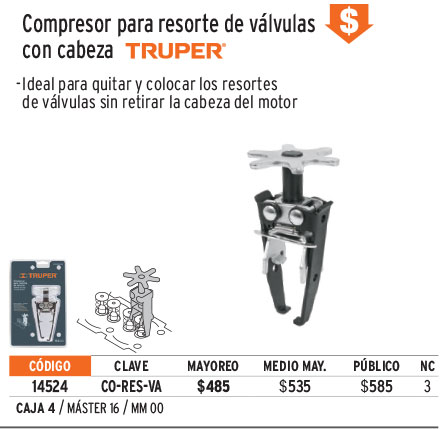 Compresor para resorte de válvulas
con cabeza TRUPER®
$
-Ideal para quitar y colocar los resortes
de válvulas sin retirar la cabeza del motor
TRUPER
CÓDIGO CLAVE MAYOREO MEDIO MAY. PÚBLICO NC
14524 CO-RES-VA $485 $535 $585 3
CAJA 4 / MÁSTER 16 / MM 00